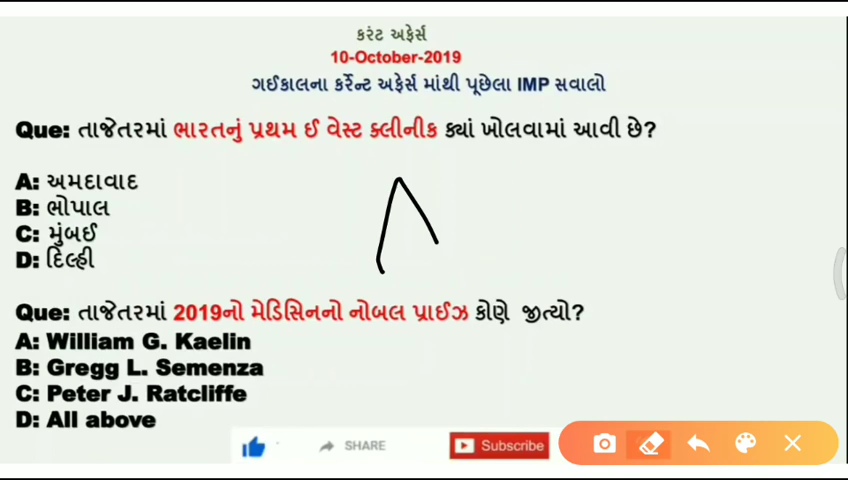 કરંટ અફેર્સ
10-October-2019
ગઈકાલના કર્રેન્ટ અફેર્સ માંથી પૂછેલા IMP સવાલો
Que: તાજેતરમાં ભારતનું પ્રથમ ઈ વેસ્ટ ક્લીનીક ક્યાં ખોલવામાં આવી છે?
A: અમદાવાદ
B: ભોપાલ
C: મુંબઈ
D: દિલ્હી
Que: તાજેતરમાં 2019નો મેડિસિનનો નોબલ પ્રાઈઝ કોણે જીત્યો?
A: William G. Kaelin
B: Gregg L. Semenza
C: Peter J. Ratcliffe
D: All above
SHARE
Subscribe